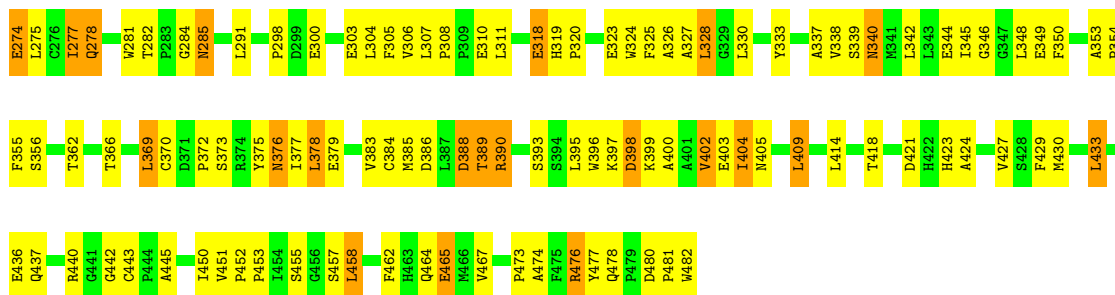 E274 L275 C276 I277 Q278 W281 T282 P283 G284 N285 L291 P298 D299 E300 E303 L304 F305 V306 L307 P308 P309 E310 L311 E318 H319 P320 E323 W324 F325 A326 A327 L328 G329 L330 Y333 A337 V338 S339 N340 M341 L342 L343 E344 I345 G346 G347 L348 E349 F350 A353
F355 S356 T362 T366 L369 C370 D371 P372 S373 R374 Y375 N376 I377 L378 E379 V383 C384 M385 D386 L387 D388 T389 R390 S393 S394 L395 W396 K397 D398 K399 A400 A401 V402 E403 I404 N405 L409 L414 T418 D421 H422 H423 A424 V427 S428 F429 M430 L433
E436 Q437 R440 G441 G442 C443 P444 A445 I450 V451 P452 P453 I454 S455 G456 S457 L458 F462 H463 Q464 E465 M466 V467 P473 A474 F475 R476 Y477 Q478 P479 D480 P481 W482